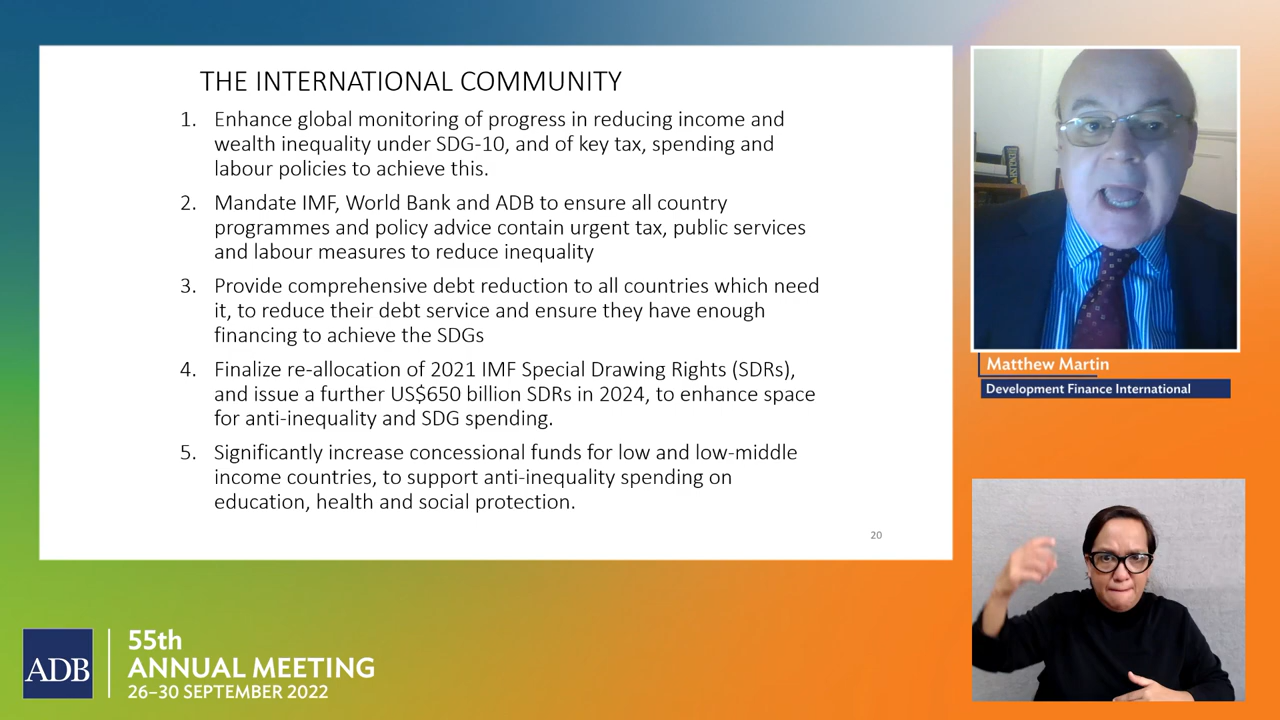 THE INTERNATIONAL COMMUNITY
1. Enhance global monitoring of progress in reducing income and
wealth inequality under SDG-10, and of key tax, spending and
labour policies to achieve this.
2. Mandate IMF, World Bank and ADB to ensure all country
programmes and policy advice contain urgent tax, public services
and labour measures to reduce inequality
3. Provide comprehensive debt reduction to all countries which need
it, to reduce their debt service and ensure they have enough
financing to achieve the SDGs
4. Finalize re-allocation of 2021 IMF Special Drawing Rights (SDRs),
and issue a further US$650 billion SDRs in 2024, to enhance space
for anti-inequality and SDG spending.
5. Significantly increase concessional funds for low and low-middle
income countries, to support anti-inequality spending on
education, health and social protection.
20
Matthew Martin
Development Finance International
ADB
55th
ANNUAL MEETING
26–30 SEPTEMBER 2022